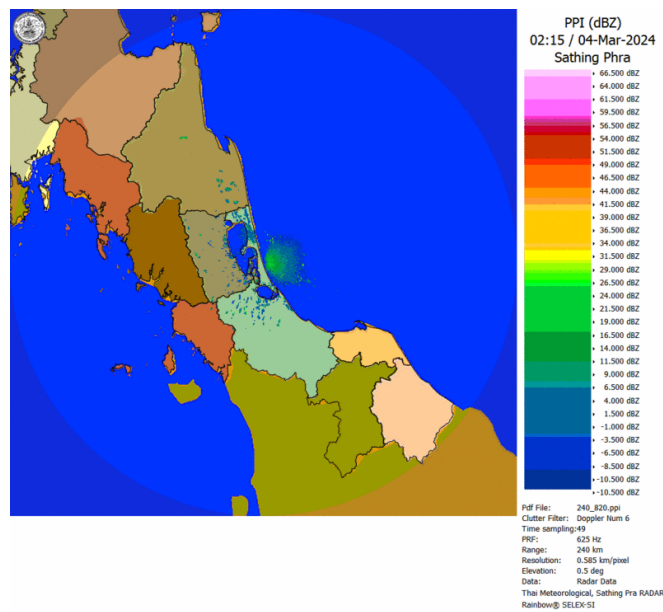 PPI (dBZ)
02:15 / 04-Mar-2024
Sathing Phra
66.500 dBZ
64.000 dBZ
61.500 dBZ
59.500 dBZ
56.500 dBZ
54.000 dBZ
51.500 dBZ
49.000 dBZ
46.500 dBZ
44.000 dBZ
41.500 dBZ
39.000 dBZ
36.500 dBZ
34.000 dBZ
31.500 dBZ
29.000 dBZ
26.500 dBZ
24.000 dBZ
21.500 dBZ
19.000 dBZ
16.500 dBZ
14.000 dBZ
11.500 dBZ
9.000 dBZ
6.500 dBZ
4.000 dBZ
1.500 dBZ
-1.000 dBZ
-3.500 dBZ
-6.500 dBZ
-8.500 dBZ
-10.500 dBZ
-10.500 dBZ
Pdf File: 240_820.ppi
Clutter Filter: Doppler Num 6
Time sampling:49
PRF: 625 Hz
Range: 240 km
Resolution: 0.585 km/pixel
Elevation: 0.5 deg
Data: Radar Data
Thai Meteorological, Sathing Pra RADAR
Rainbow® SELEX-SI